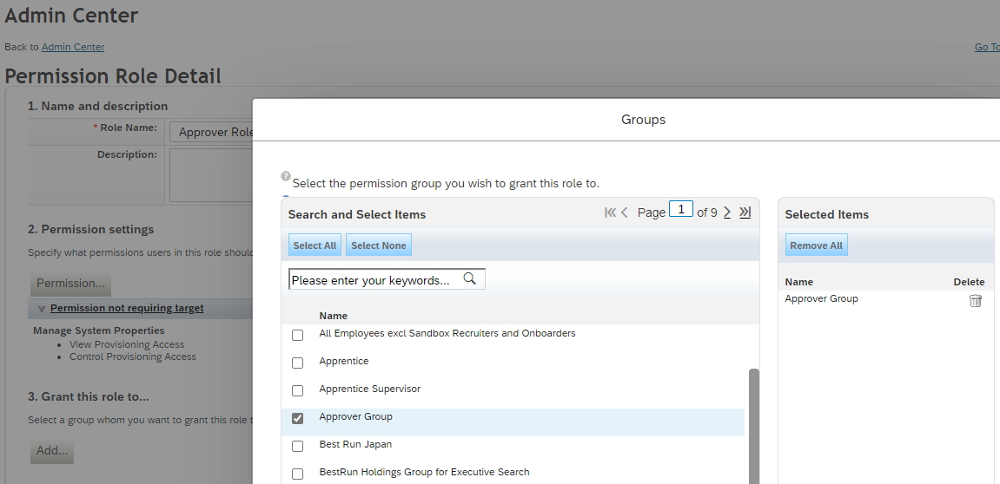 Admin Center
Back to Admin Center
Go To
Permission Role Detail
1. Name and description
* Role Name:
Approver Role
Description:
2. Permission settings
Specify what permissions users in this role should
Permission...
Permission not requiring target
Manage System Properties
View Provisioning Access
Control Provisioning Access
3. Grant this role to...
Select a group whom you want to grant this role t
Add...
Groups
Select the permission group you wish to grant this role to.
Search and Select Items
Page 1 of 9
Select All
Select None
Please enter your keywords...
Name
All Employees excl Sandbox Recruiters and Onboarders
Apprentice
Apprentice Supervisor
Approver Group
Best Run Japan
BestRun Holdings Group for Executive Search
Selected Items
Remove All
Name Delete
Approver Group